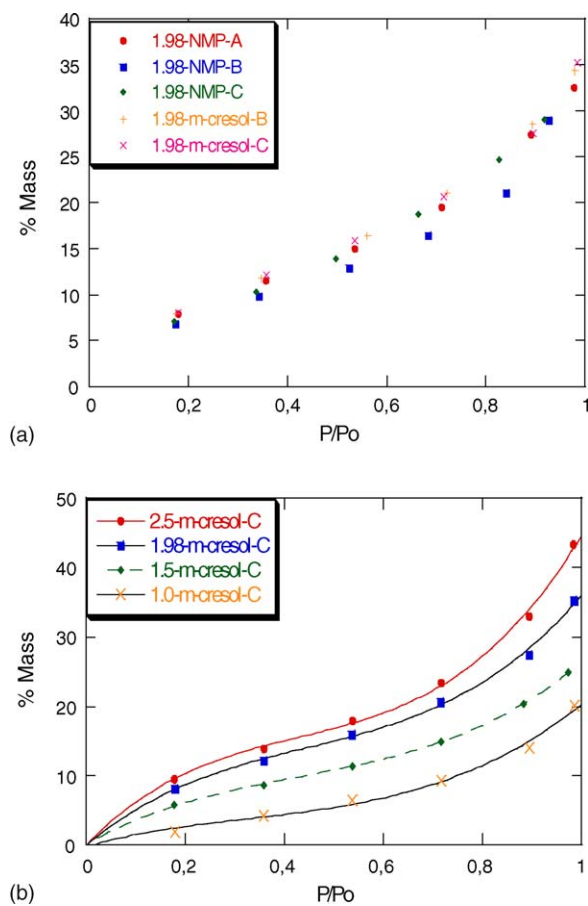 40
35
30
25
20
15
10
5
0
% Mass
1.98-NMP-A
1.98-NMP-B
1.98-NMP-C
1.98-m-cresol-B
1.98-m-cresol-C
0 0,2 0,4 0,6 0,8 1
P/Po
(a)
50
40
30
20
10
0
% Mass
2.5-m-cresol-C
1.98-m-cresol-C
1.5-m-cresol-C
1.0-m-cresol-C
0 0,2 0,4 0,6 0,8 1
P/Po
(b)